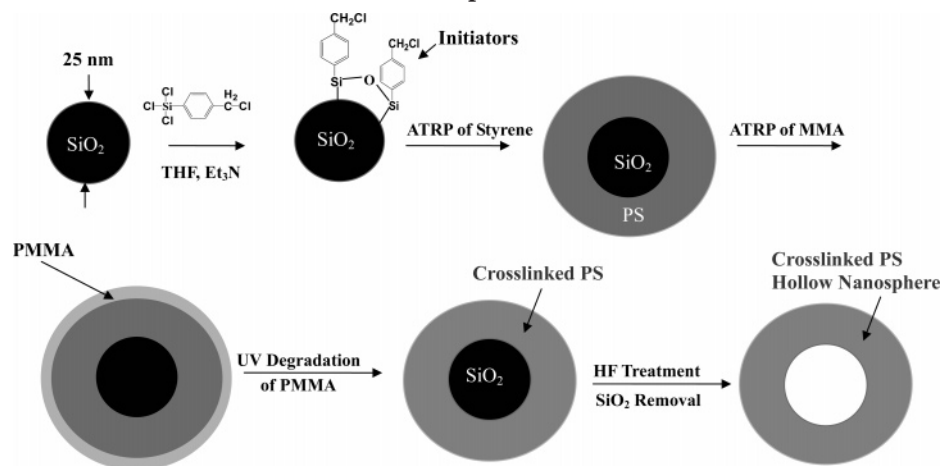 CH₂Cl
CH₂Cl
Initiators
25 nm
Cl
Cl
Si
Cl
H₂
C
Cl
Si
O
Si
SiO₂
THF, Et₃N
SiO₂
ATRP of Styrene
SiO₂
PS
ATRP of MMA
PMMA
Crosslinked PS
Crosslinked PS
Hollow Nanosphere
UV Degradation
of PMMA
SiO₂
HF Treatment
SiO₂ Removal